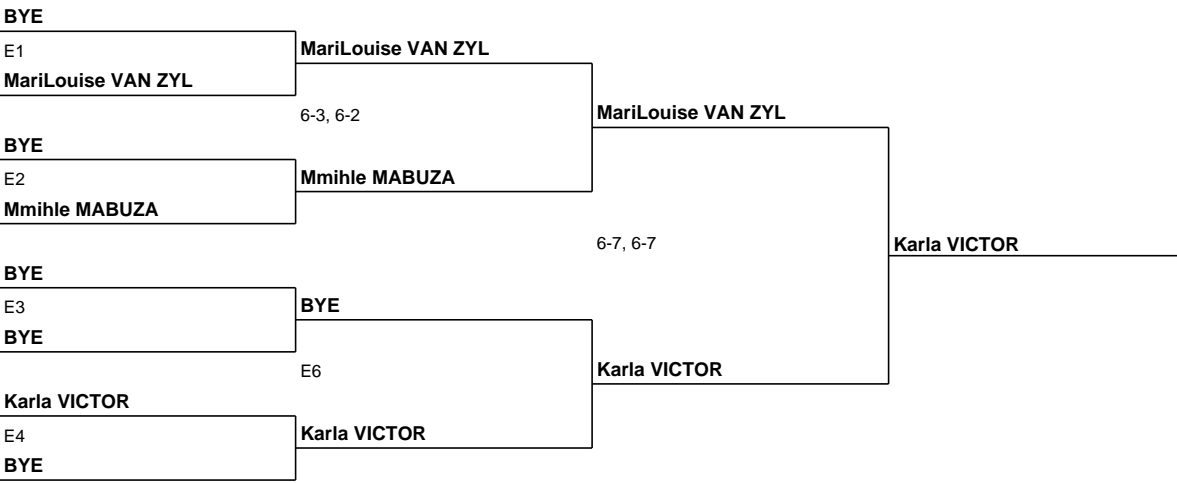 BYE
E1
MariLouise VAN ZYL
MariLouise VAN ZYL
6-3, 6-2
MariLouise VAN ZYL
BYE
E2
Mmihle MABUZA
Mmihle MABUZA
6-7, 6-7
Karla VICTOR
BYE
E3
BYE
BYE
E6
Karla VICTOR
Karla VICTOR
E4
Karla VICTOR
BYE